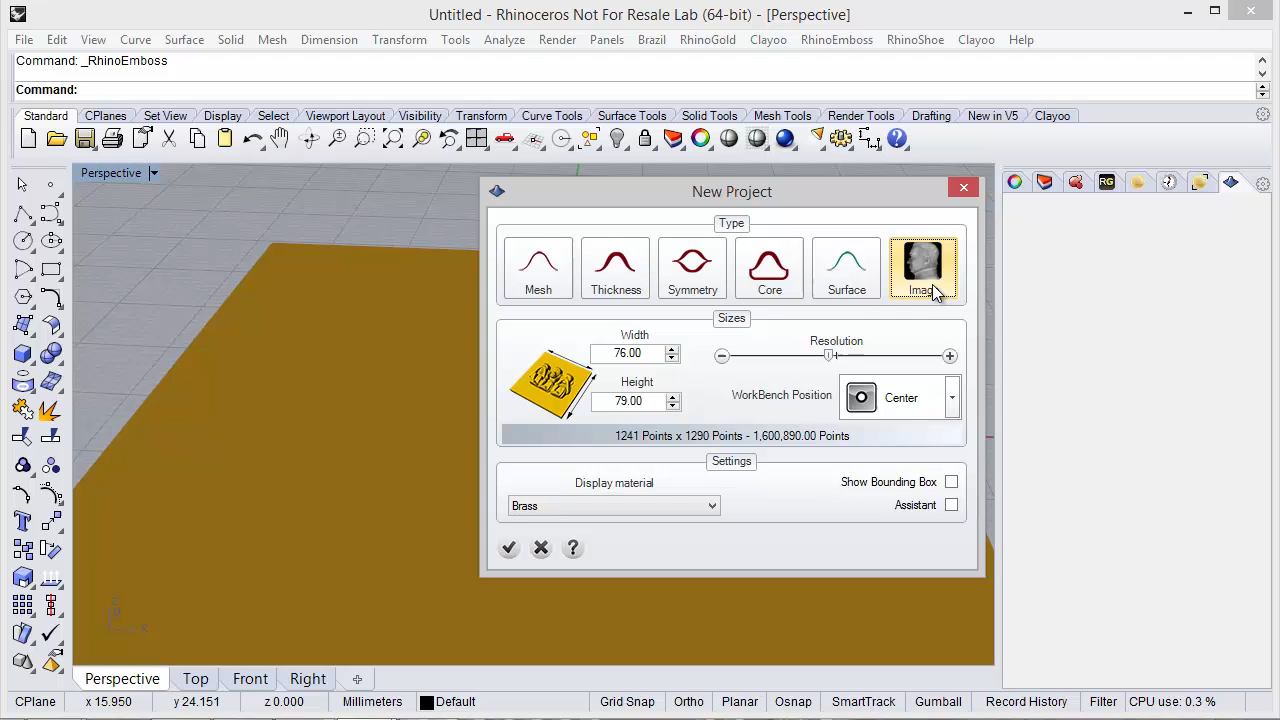 Untitled - Rhinoceros Not For Resale Lab (64-bit) - [Perspective]
File Edit View Curve Surface Solid Mesh Dimension Transform Tools Analyze Render Panels Brazil RhinoGold Clayoo RhinoEmboss RhinoShoe Clayoo Help
Command: _RhinoEmboss
Command:
Standard CPlanes Set View Display Select Viewport Layout Visibility Transform Curve Tools Surface Tools Solid Tools Mesh Tools Render Tools Drafting New in V5 Clayoo
Perspective
RG
New Project
Type
Mesh Thickness Symmetry Core Surface
Sizes
Width
76.00
Resolution
Height
79.00
WorkBench Position
Center
1241 Points x 1290 Points - 1,600,890.00 Points
Settings
Display material
Show Bounding Box
Brass
Assistant
Perspective Top Front Right
CPlane x 15.950 y 24.151 z 0.000 Millimeters Default Grid Snap Ortho Planar Osnap SmartTrack Gumball Record History Filter CPU use: 0.3 %